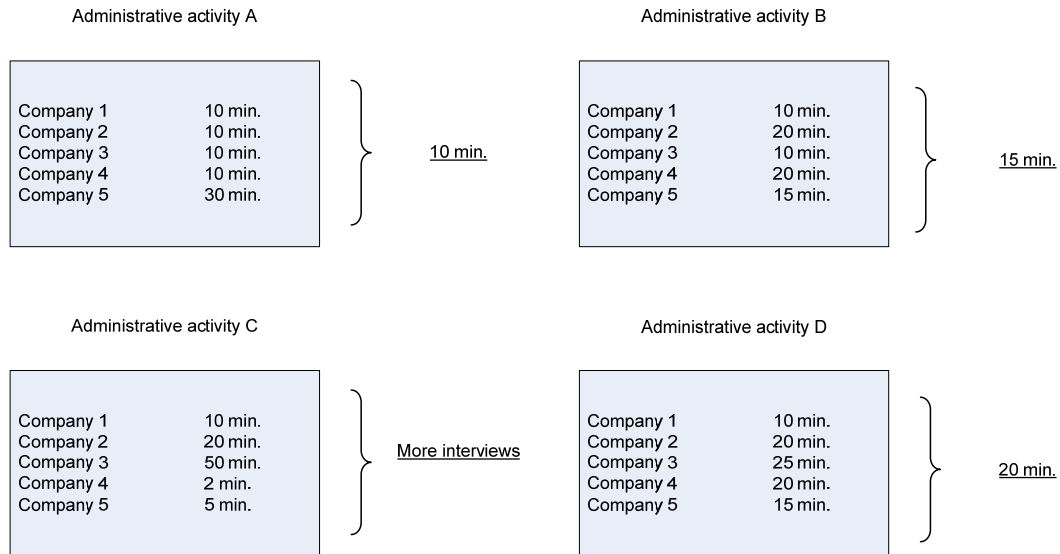 Administrative activity A
Company 1 10 min.
Company 2 10 min.
Company 3 10 min.
Company 4 10 min.
Company 5 30 min.
10 min.
Administrative activity B
Company 1 10 min.
Company 2 20 min.
Company 3 10 min.
Company 4 20 min.
Company 5 15 min.
15 min.
Administrative activity C
Company 1 10 min.
Company 2 20 min.
Company 3 50 min.
Company 4 2 min.
Company 5 5 min.
More interviews
Administrative activity D
Company 1 10 min.
Company 2 20 min.
Company 3 25 min.
Company 4 20 min.
Company 5 15 min.
20 min.